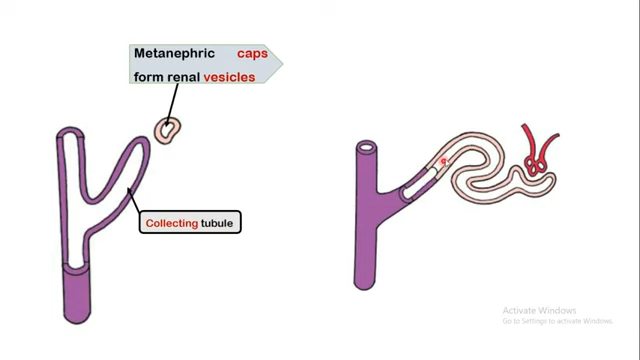 Metanephric caps
form renal vesicles
Collecting tubule
Activate Windows
Go to Settings to activate Windows.